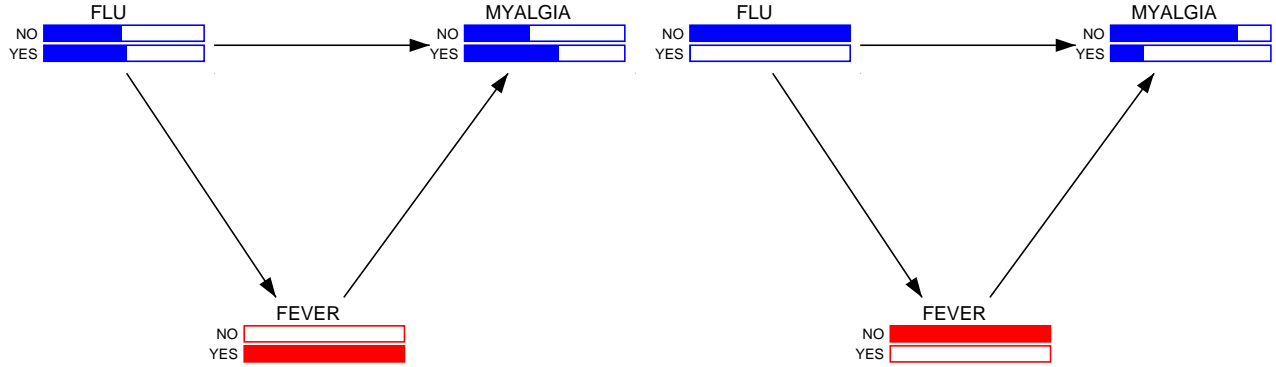 FLU
NO
YES
MYALGIA
NO
YES
FEVER
NO
YES
FLU
NO
YES
MYALGIA
NO
YES
FEVER
NO
YES